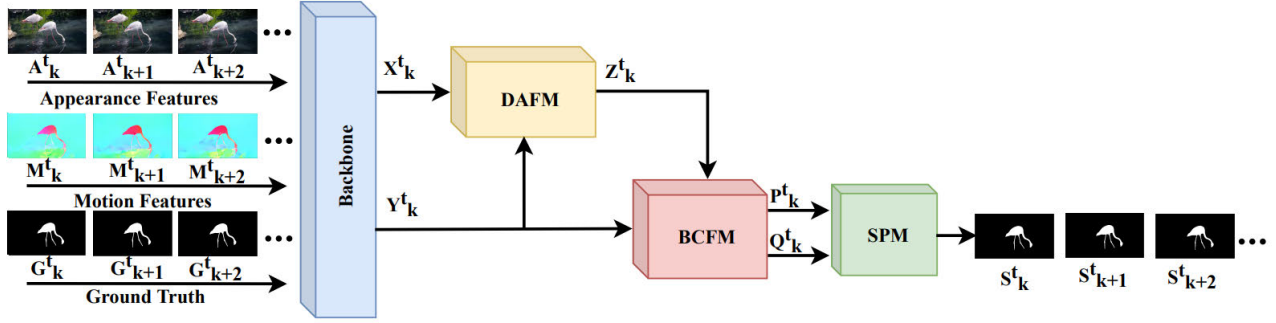 A^t_k A^t_{k+1} A^t_{k+2}
Appearance Features
M^t_k M^t_{k+1} M^t_{k+2}
Motion Features
G^t_k G^t_{k+1} G^t_{k+2}
Ground Truth
Backbone
X^t_k
Y^t_k
DAFM
Z^t_k
BCFM
P^t_k
Q^t_k
SPM
S^t_k S^t_{k+1} S^t_{k+2}